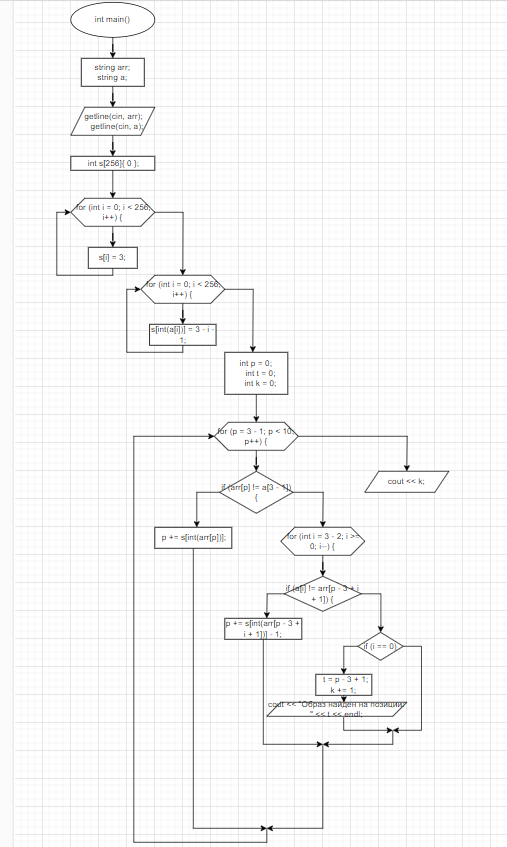 int main()
string arr;
string a;
getline(cin, arr);
getline(cin, a);
int s[256]{ 0 };
for (int i = 0; i < 256;
i++) {
s[i] = 3;
for (int i = 0; i < 256;
i++) {
s[int(a[i])] = 3 - i -
1;
int p = 0;
int t = 0;
int k = 0;
for (p = 3 - 1; p < 10;
p++) {
cout << k;
if (arr[p] != a[3 - 1])
{
p += s[int(arr[p])];
for (int i = 3 - 2; i >=
0; i--) {
if (a[i] != arr[p - 3 + i
+ 1]) {
p += s[int(arr[p - 3 +
i + 1])] - 1;
if (i == 0)
t = p - 3 + 1;
k += 1;
cout << "Образ найден на позиции:
" << t << endl;